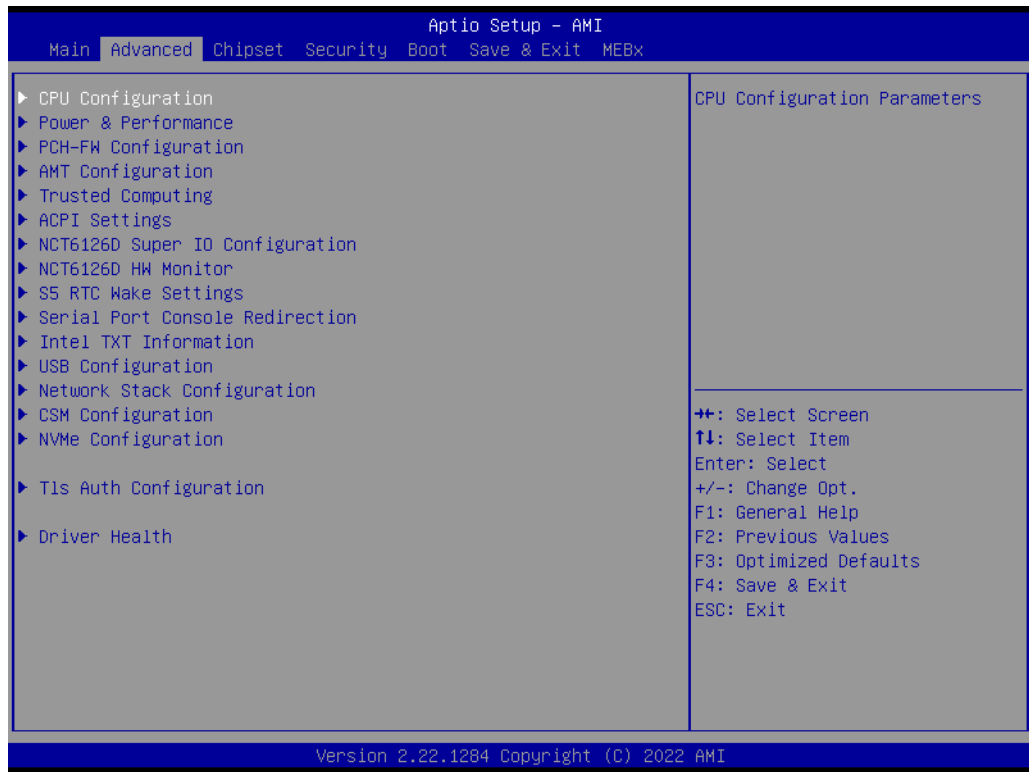 Aptio Setup – AMI
Main Advanced Chipset Security Boot Save & Exit MEBx
CPU Configuration
Power & Performance
PCH-FW Configuration
AMT Configuration
Trusted Computing
ACPI Settings
NCT6126D Super IO Configuration
NCT6126D HW Monitor
S5 RTC Wake Settings
Serial Port Console Redirection
Intel TXT Information
USB Configuration
Network Stack Configuration
CSM Configuration
NVMe Configuration
Tls Auth Configuration
Driver Health
CPU Configuration Parameters
→←: Select Screen
↑↓: Select Item
Enter: Select
+/-: Change Opt.
F1: General Help
F2: Previous Values
F3: Optimized Defaults
F4: Save & Exit
ESC: Exit
Version 2.22.1284 Copyright (C) 2022 AMI